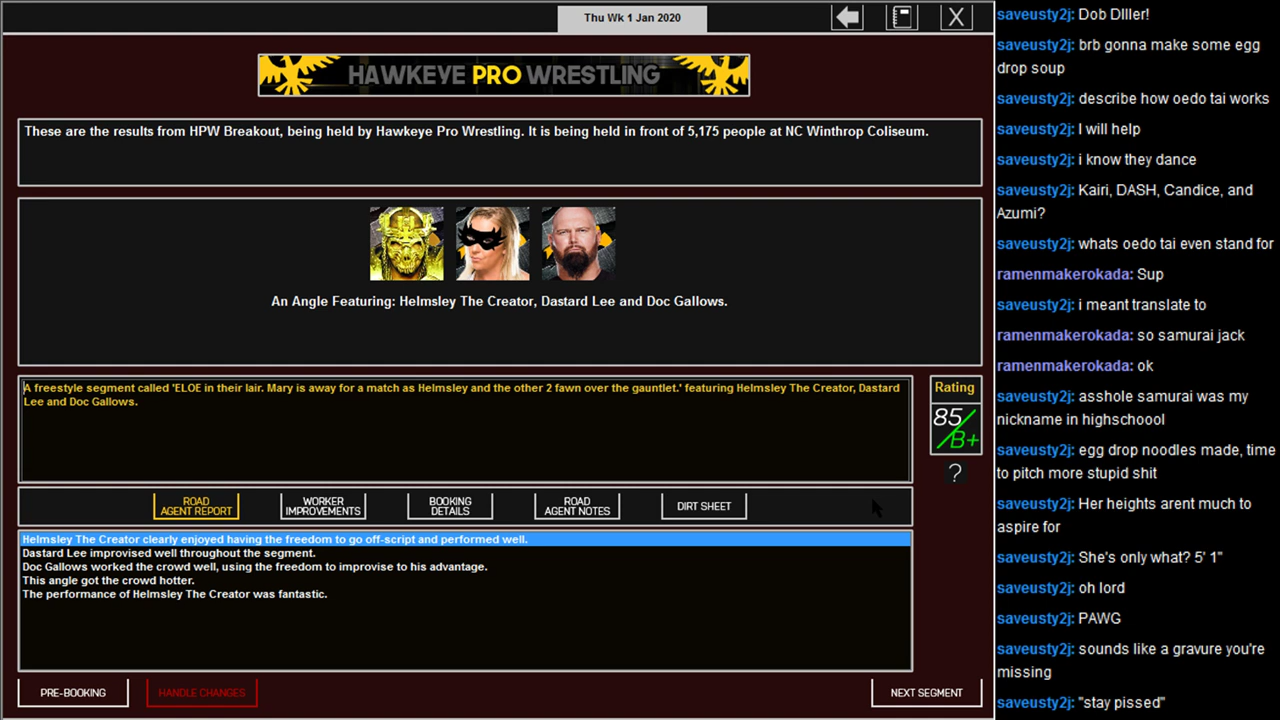 Thu Wk 1 Jan 2020
X
HAWKEYE PRO WRESTLING
These are the results from HPW Breakout, being held by Hawkeye Pro Wrestling. It is being held in front of 5,175 people at NC Winthrop Coliseum.
An Angle Featuring: Helmsley The Creator, Dastard Lee and Doc Gallows.
A freestyle segment called 'ELOE in their lair. Mary is away for a match as Helmsley and the other 2 fawn over the gauntlet.' featuring Helmsley The Creator, Dastard
Lee and Doc Gallows.
Rating
85/B+
?
ROAD
AGENT REPORT
WORKER
IMPROVEMENTS
BOOKING
DETAILS
ROAD
AGENT NOTES
DIRT SHEET
Helmsley The Creator clearly enjoyed having the freedom to go off-script and performed well.
Dastard Lee improvised well throughout the segment.
Doc Gallows worked the crowd well, using the freedom to improvise to his advantage.
This angle got the crowd hotter.
The performance of Helmsley The Creator was fantastic.
PRE-BOOKING
HANDLE CHANGES
NEXT SEGMENT
saveusty2j: Dob DIller!
saveusty2j: brb gonna make some egg
drop soup
saveusty2j: describe how oedo tai works
saveusty2j: I will help
saveusty2j: i know they dance
saveusty2j: Kairi, DASH, Candice, and
Azumi?
saveusty2j: whats oedo tai even stand for
ramenmakerokada: Sup
saveusty2j: i meant translate to
ramenmakerokada: so samurai jack
ramenmakerokada: ok
saveusty2j: asshole samurai was my
nickname in highschoool
saveusty2j: egg drop noodles made, time
to pitch more stupid shit
saveusty2j: Her heights arent much to
aspire for
saveusty2j: She's only what? 5' 1"
saveusty2j: oh lord
saveusty2j: PAWG
saveusty2j: sounds like a gravure you're
missing
saveusty2j: "stay pissed"